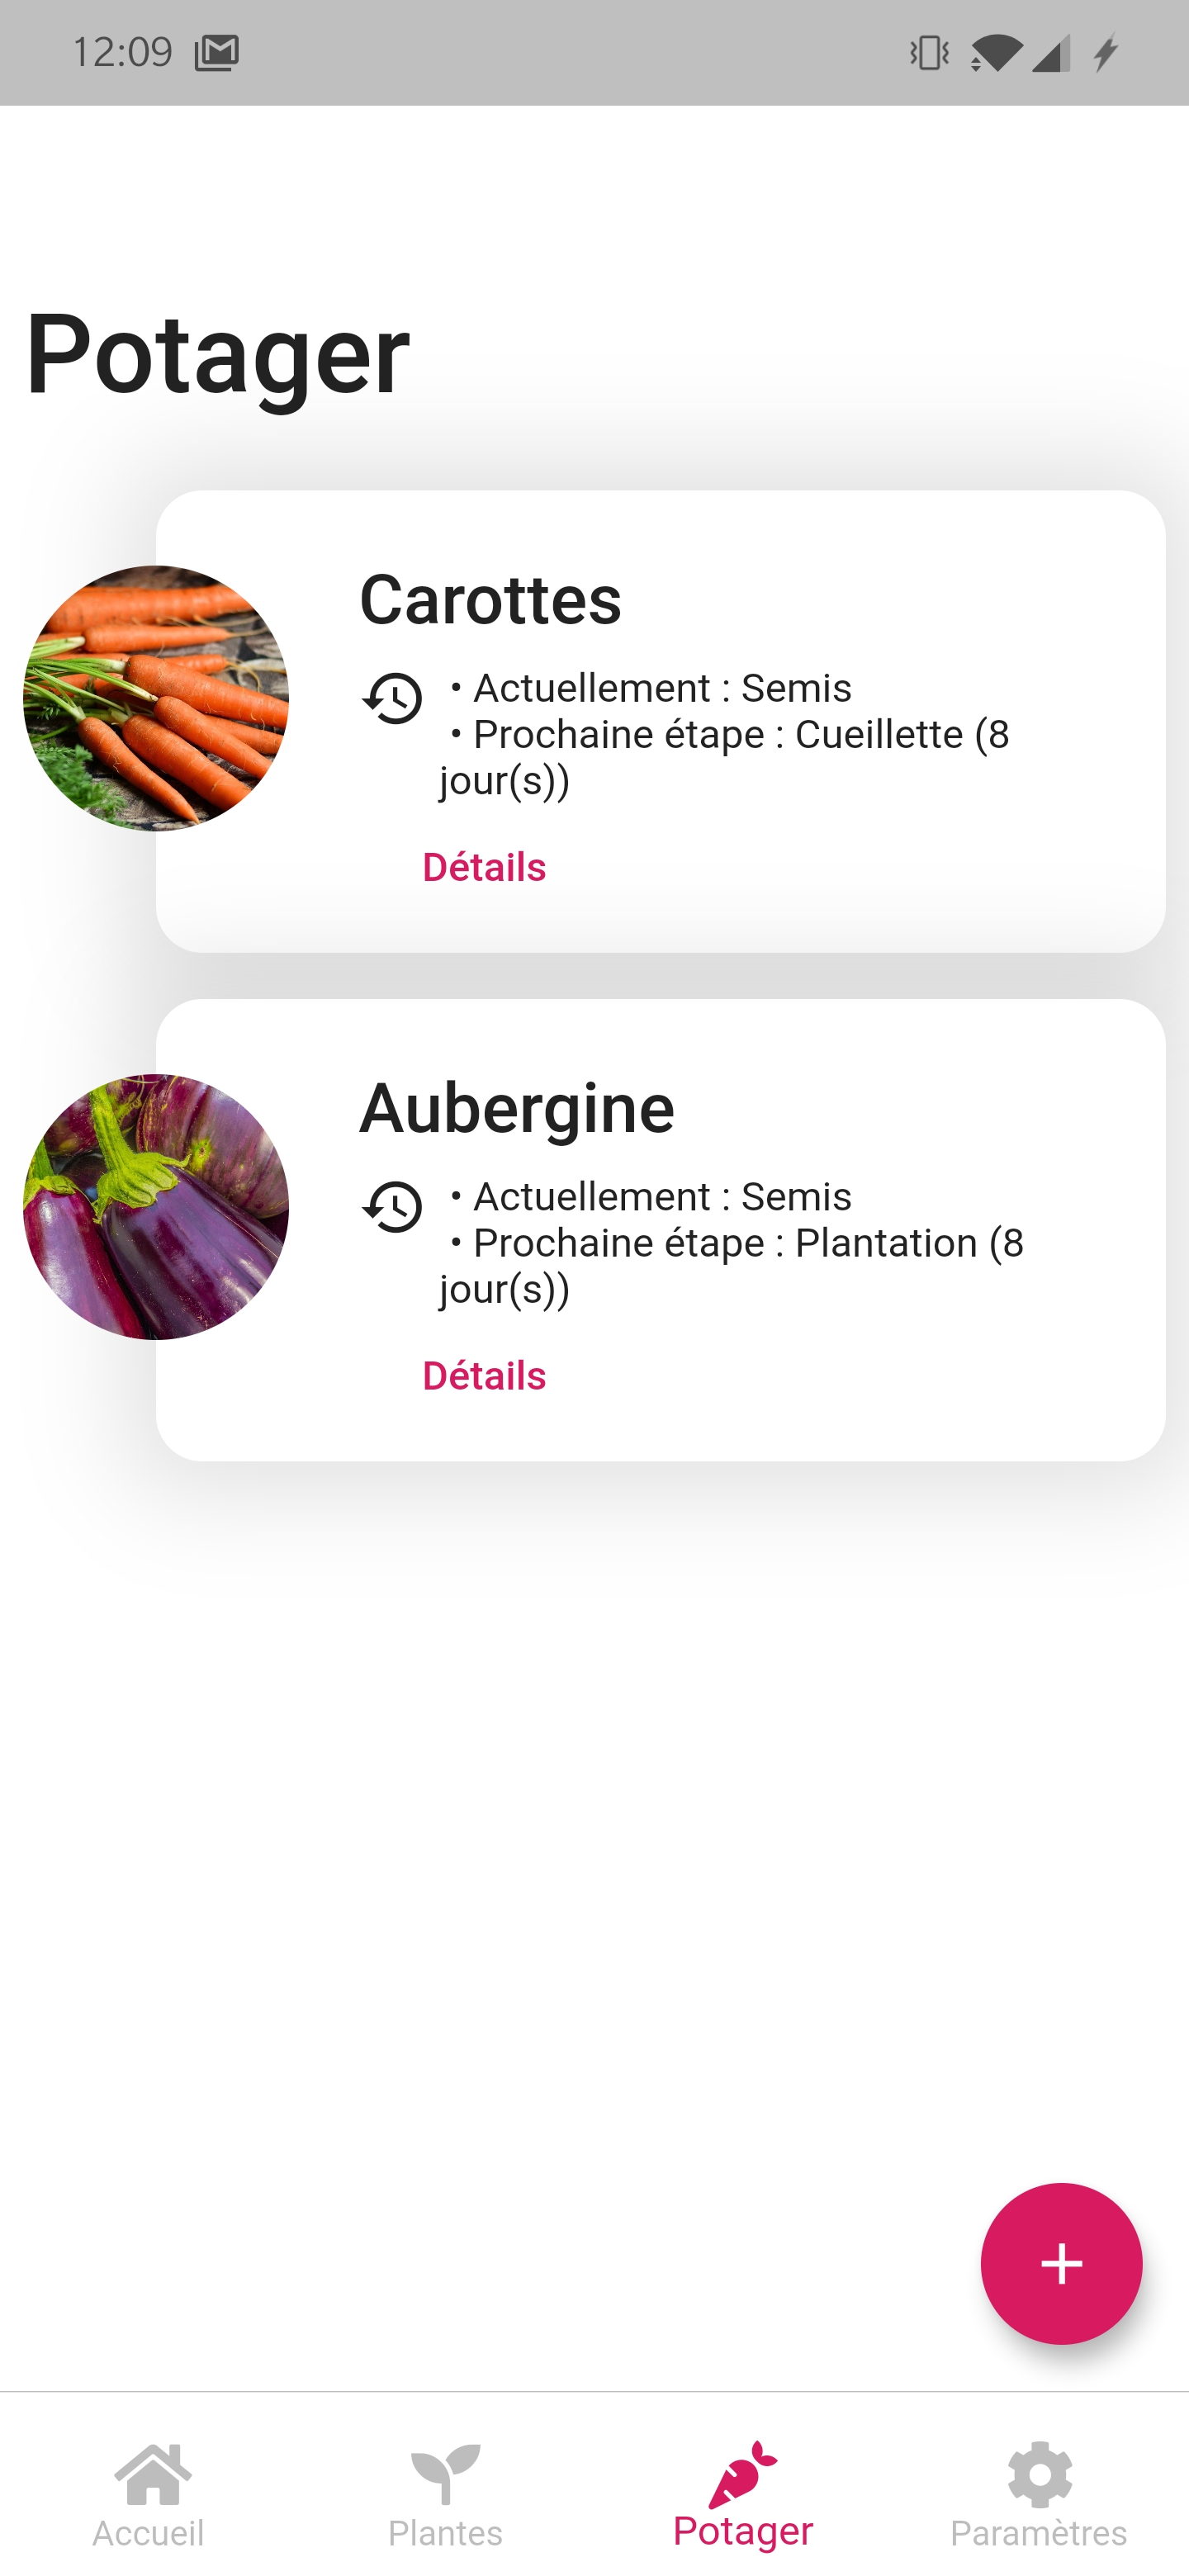 12:09
Potager
Carottes
• Actuellement : Semis
• Prochaine étape : Cueillette (8
jour(s))
Détails
Aubergine
• Actuellement : Semis
• Prochaine étape : Plantation (8
jour(s))
Détails
+
Accueil Plantes Potager Paramètres